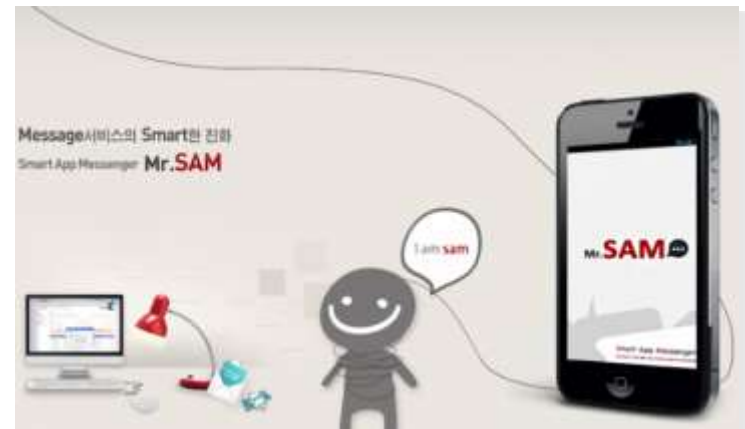 Message서비스의 Smart한 진화
Smart App Messenger Mr.SAM
I am sam
Mr.SAM
Smart App Messenger